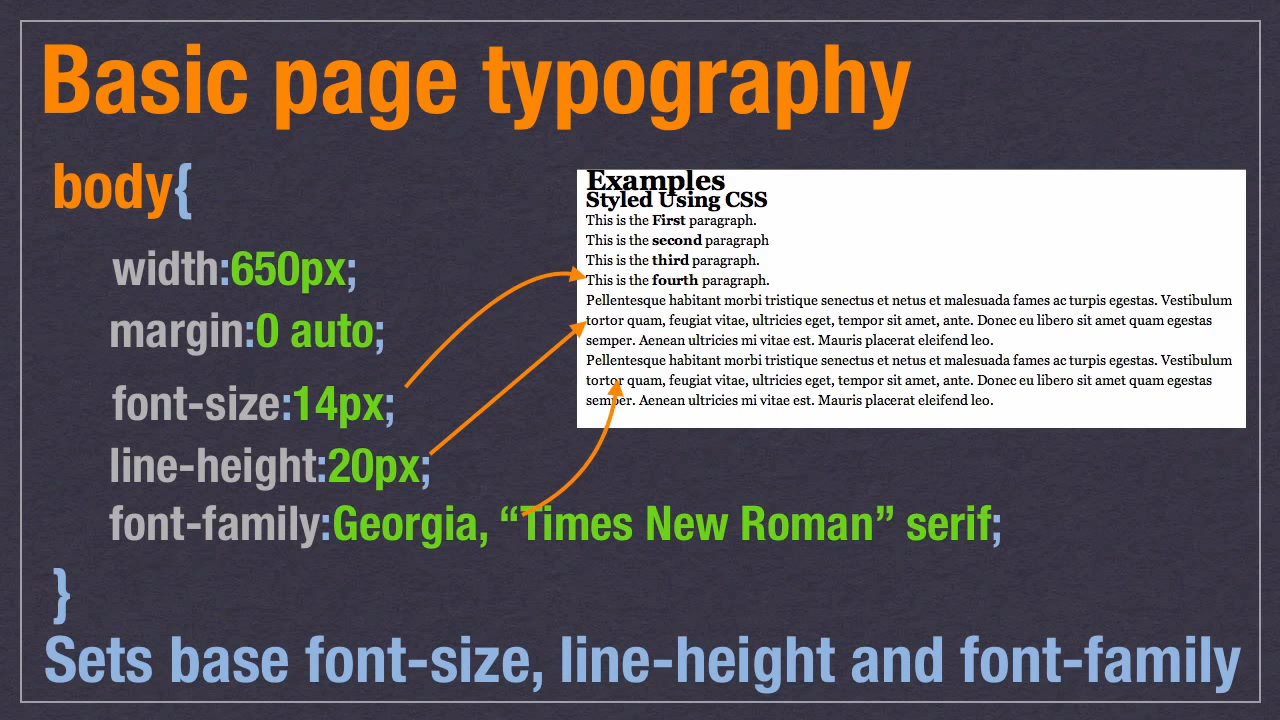 Basic page typography
body{
width:650px;
margin:0 auto;
font-size:14px;
line-height:20px;
font-family:Georgia, “Times New Roman” serif;
}
Examples
Styled Using CSS
This is the First paragraph.
This is the second paragraph
This is the third paragraph.
This is the fourth paragraph.
Pellentesque habitant morbi tristique senectus et netus et malesuada fames ac turpis egestas. Vestibulum
tortor quam, feugiat vitae, ultricies eget, tempor sit amet, ante. Donec eu libero sit amet quam egestas
semper. Aenean ultricies mi vitae est. Mauris placerat eleifend leo.
Pellentesque habitant morbi tristique senectus et netus et malesuada fames ac turpis egestas. Vestibulum
tortor quam, feugiat vitae, ultricies eget, tempor sit amet, ante. Donec eu libero sit amet quam egestas
semper. Aenean ultricies mi vitae est. Mauris placerat eleifend leo.
Sets base font-size, line-height and font-family